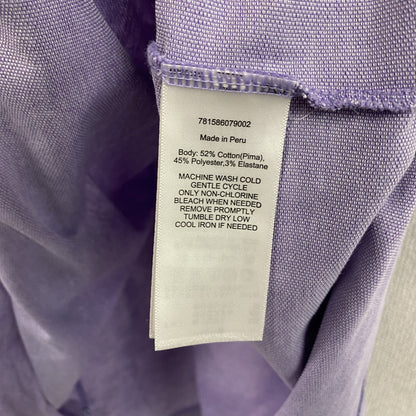 781586079002
Made in Peru
Body: 52% Cotton(Pima),
45% Polyester,3% Elastane
MACHINE WASH COLD
GENTLE CYCLE
ONLY NON-CHLORINE
BLEACH WHEN NEEDED
REMOVE PROMPTLY
TUMBLE DRY LOW
COOL IRON IF NEEDED